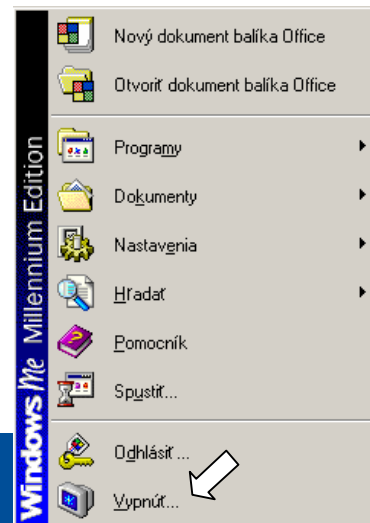 Nový dokument balíka Office
Otvoriť dokument balíka Office
Programy
Dokumenty
Nastavenia
Hľadať
Pomocník
Spustiť...
Odhlásiť ...
Vypnúť...
Windows Me Millennium Edition